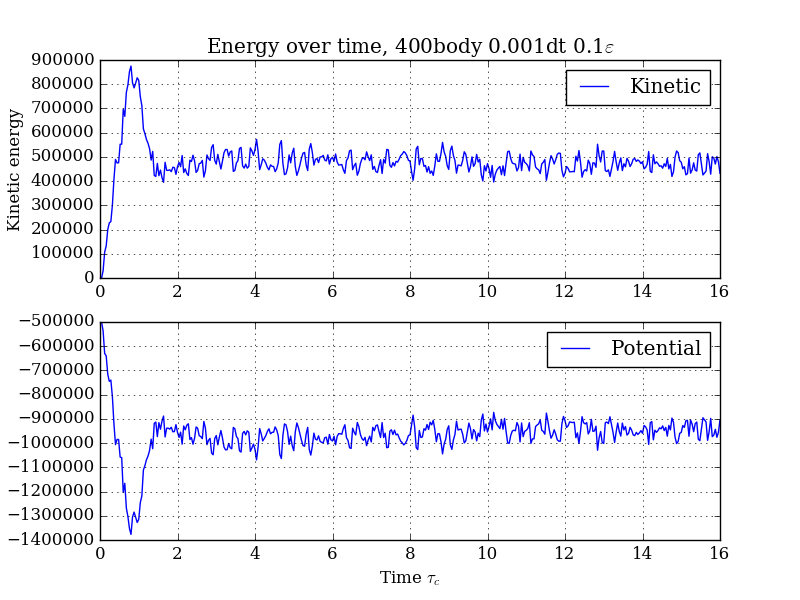 Energy over time, 400body 0.001dt 0.1ε
900000
800000
700000
600000
500000
400000
300000
200000
100000
0
Kinetic energy
Kinetic
0 2 4 6 8 10 12 14 16
−500000
−600000
−700000
−800000
−900000
−1000000
−1100000
−1200000
−1300000
−1400000
Potential
0 2 4 6 8 10 12 14 16
Time τc